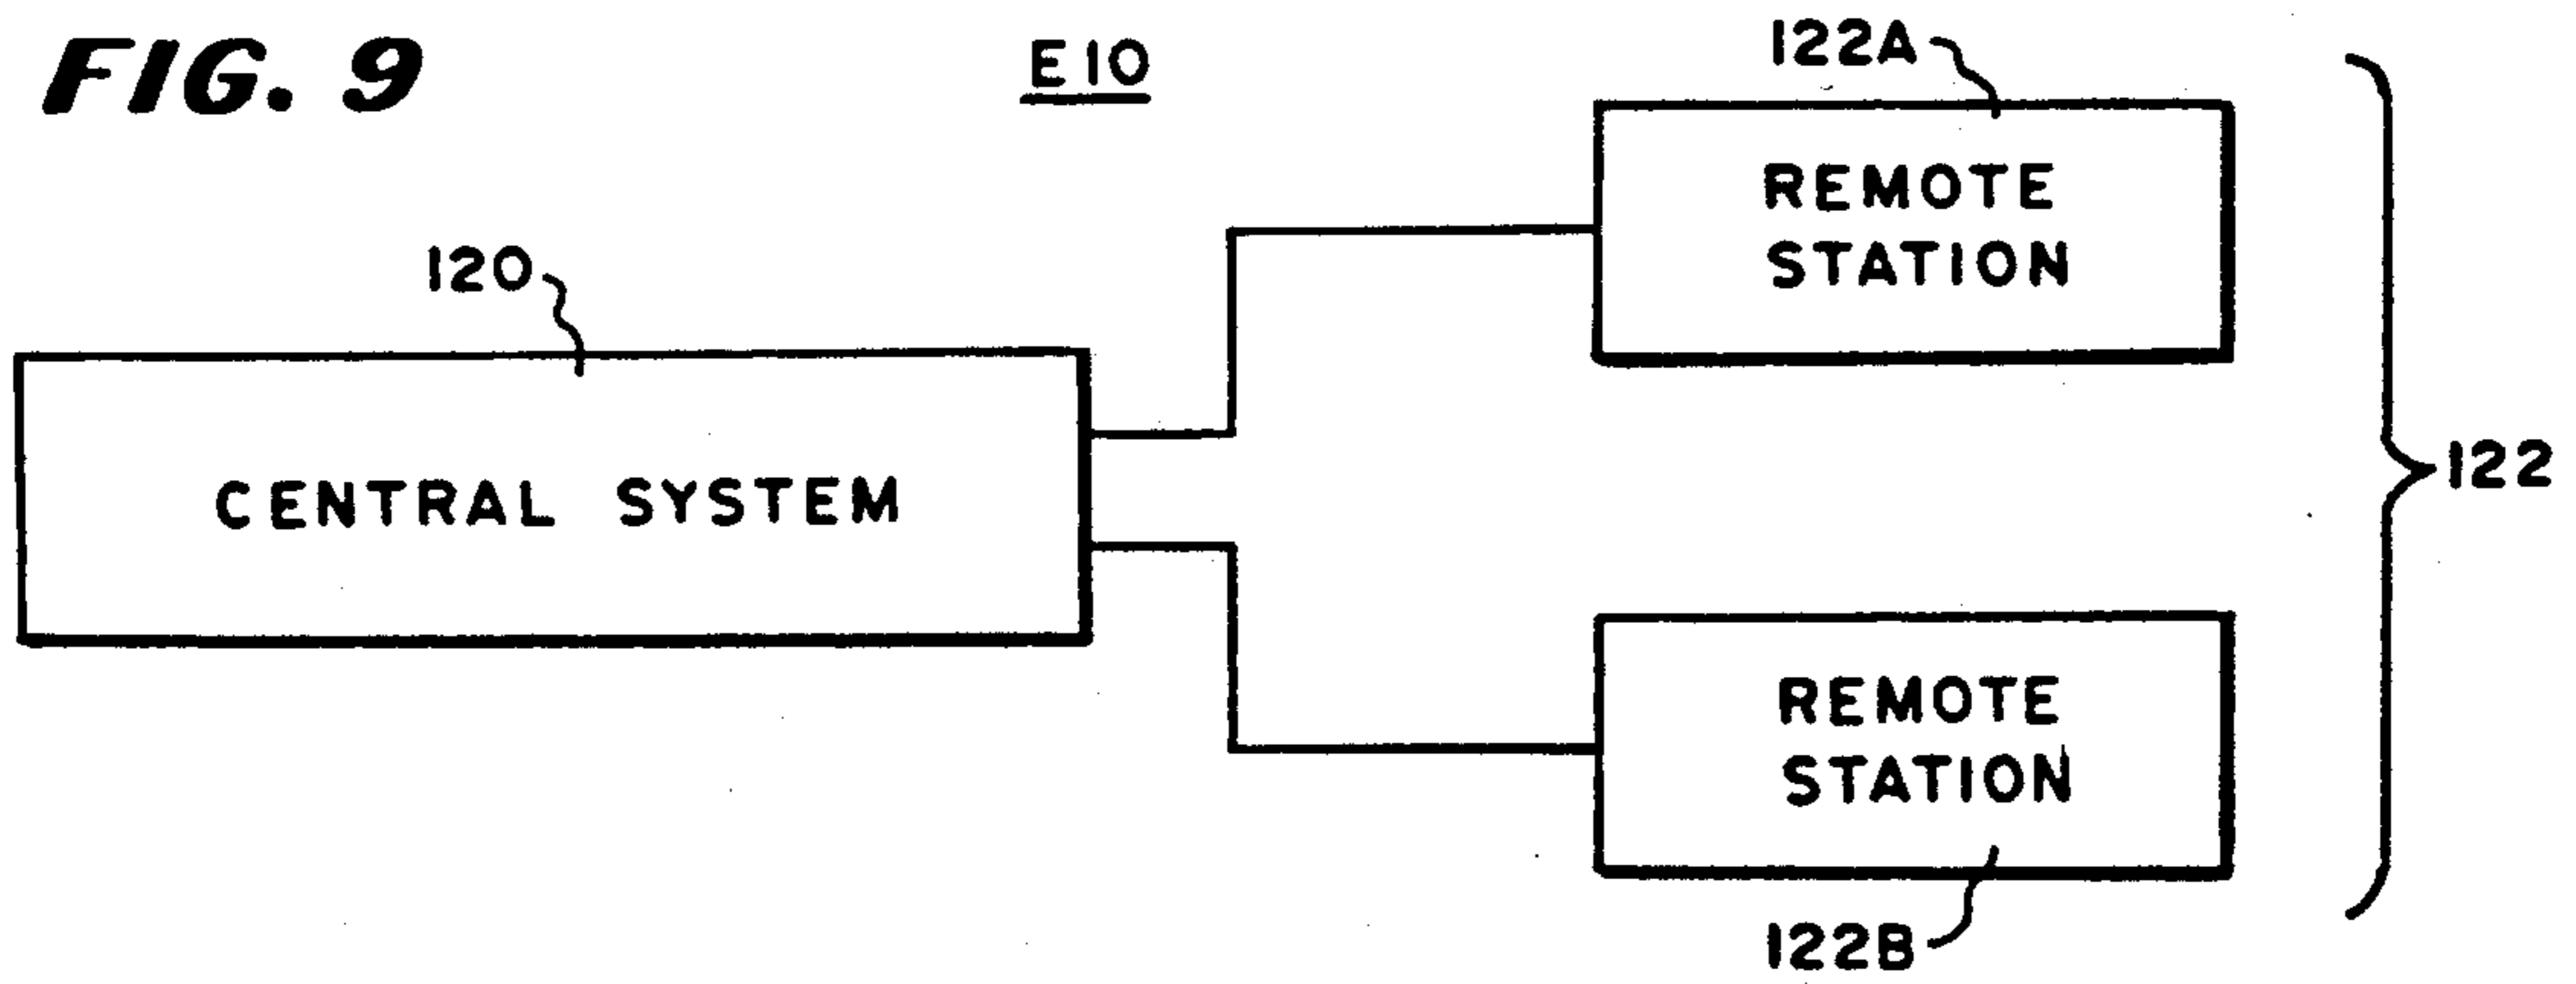 FIG. 9
E10
122A
REMOTE
STATION
120
CENTRAL SYSTEM
122
REMOTE
STATION
122B